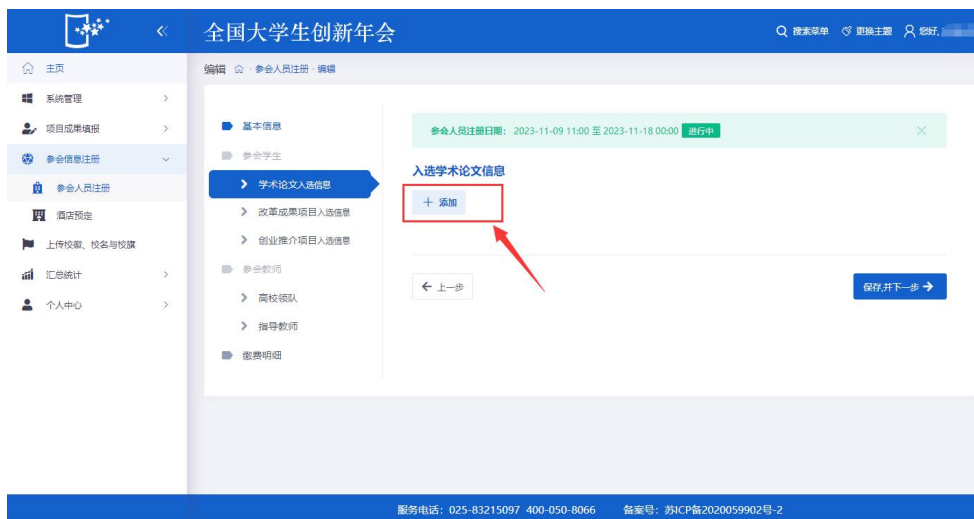 全国大学生创新年会
搜索菜单 更换主题 您好,
主页
系统管理
项目成果填报
参会信息注册
参会人员注册
酒店预定
上传校徽、校名与校旗
汇总统计
个人中心
编辑 参会人员注册 · 编辑
基本信息
参会学生
学术论文入选信息
改革成果项目入选信息
创业推介项目入选信息
参会教师
高校领队
指导教师
缴费明细
参会人员注册日期: 2023-11-09 11:00 至 2023-11-18 00:00 进行中
入选学术论文信息
+ 添加
← 上一步
保存,并下一步 →
服务电话:025-83215097 400-050-8066 备案号:苏ICP备2020059902号-2